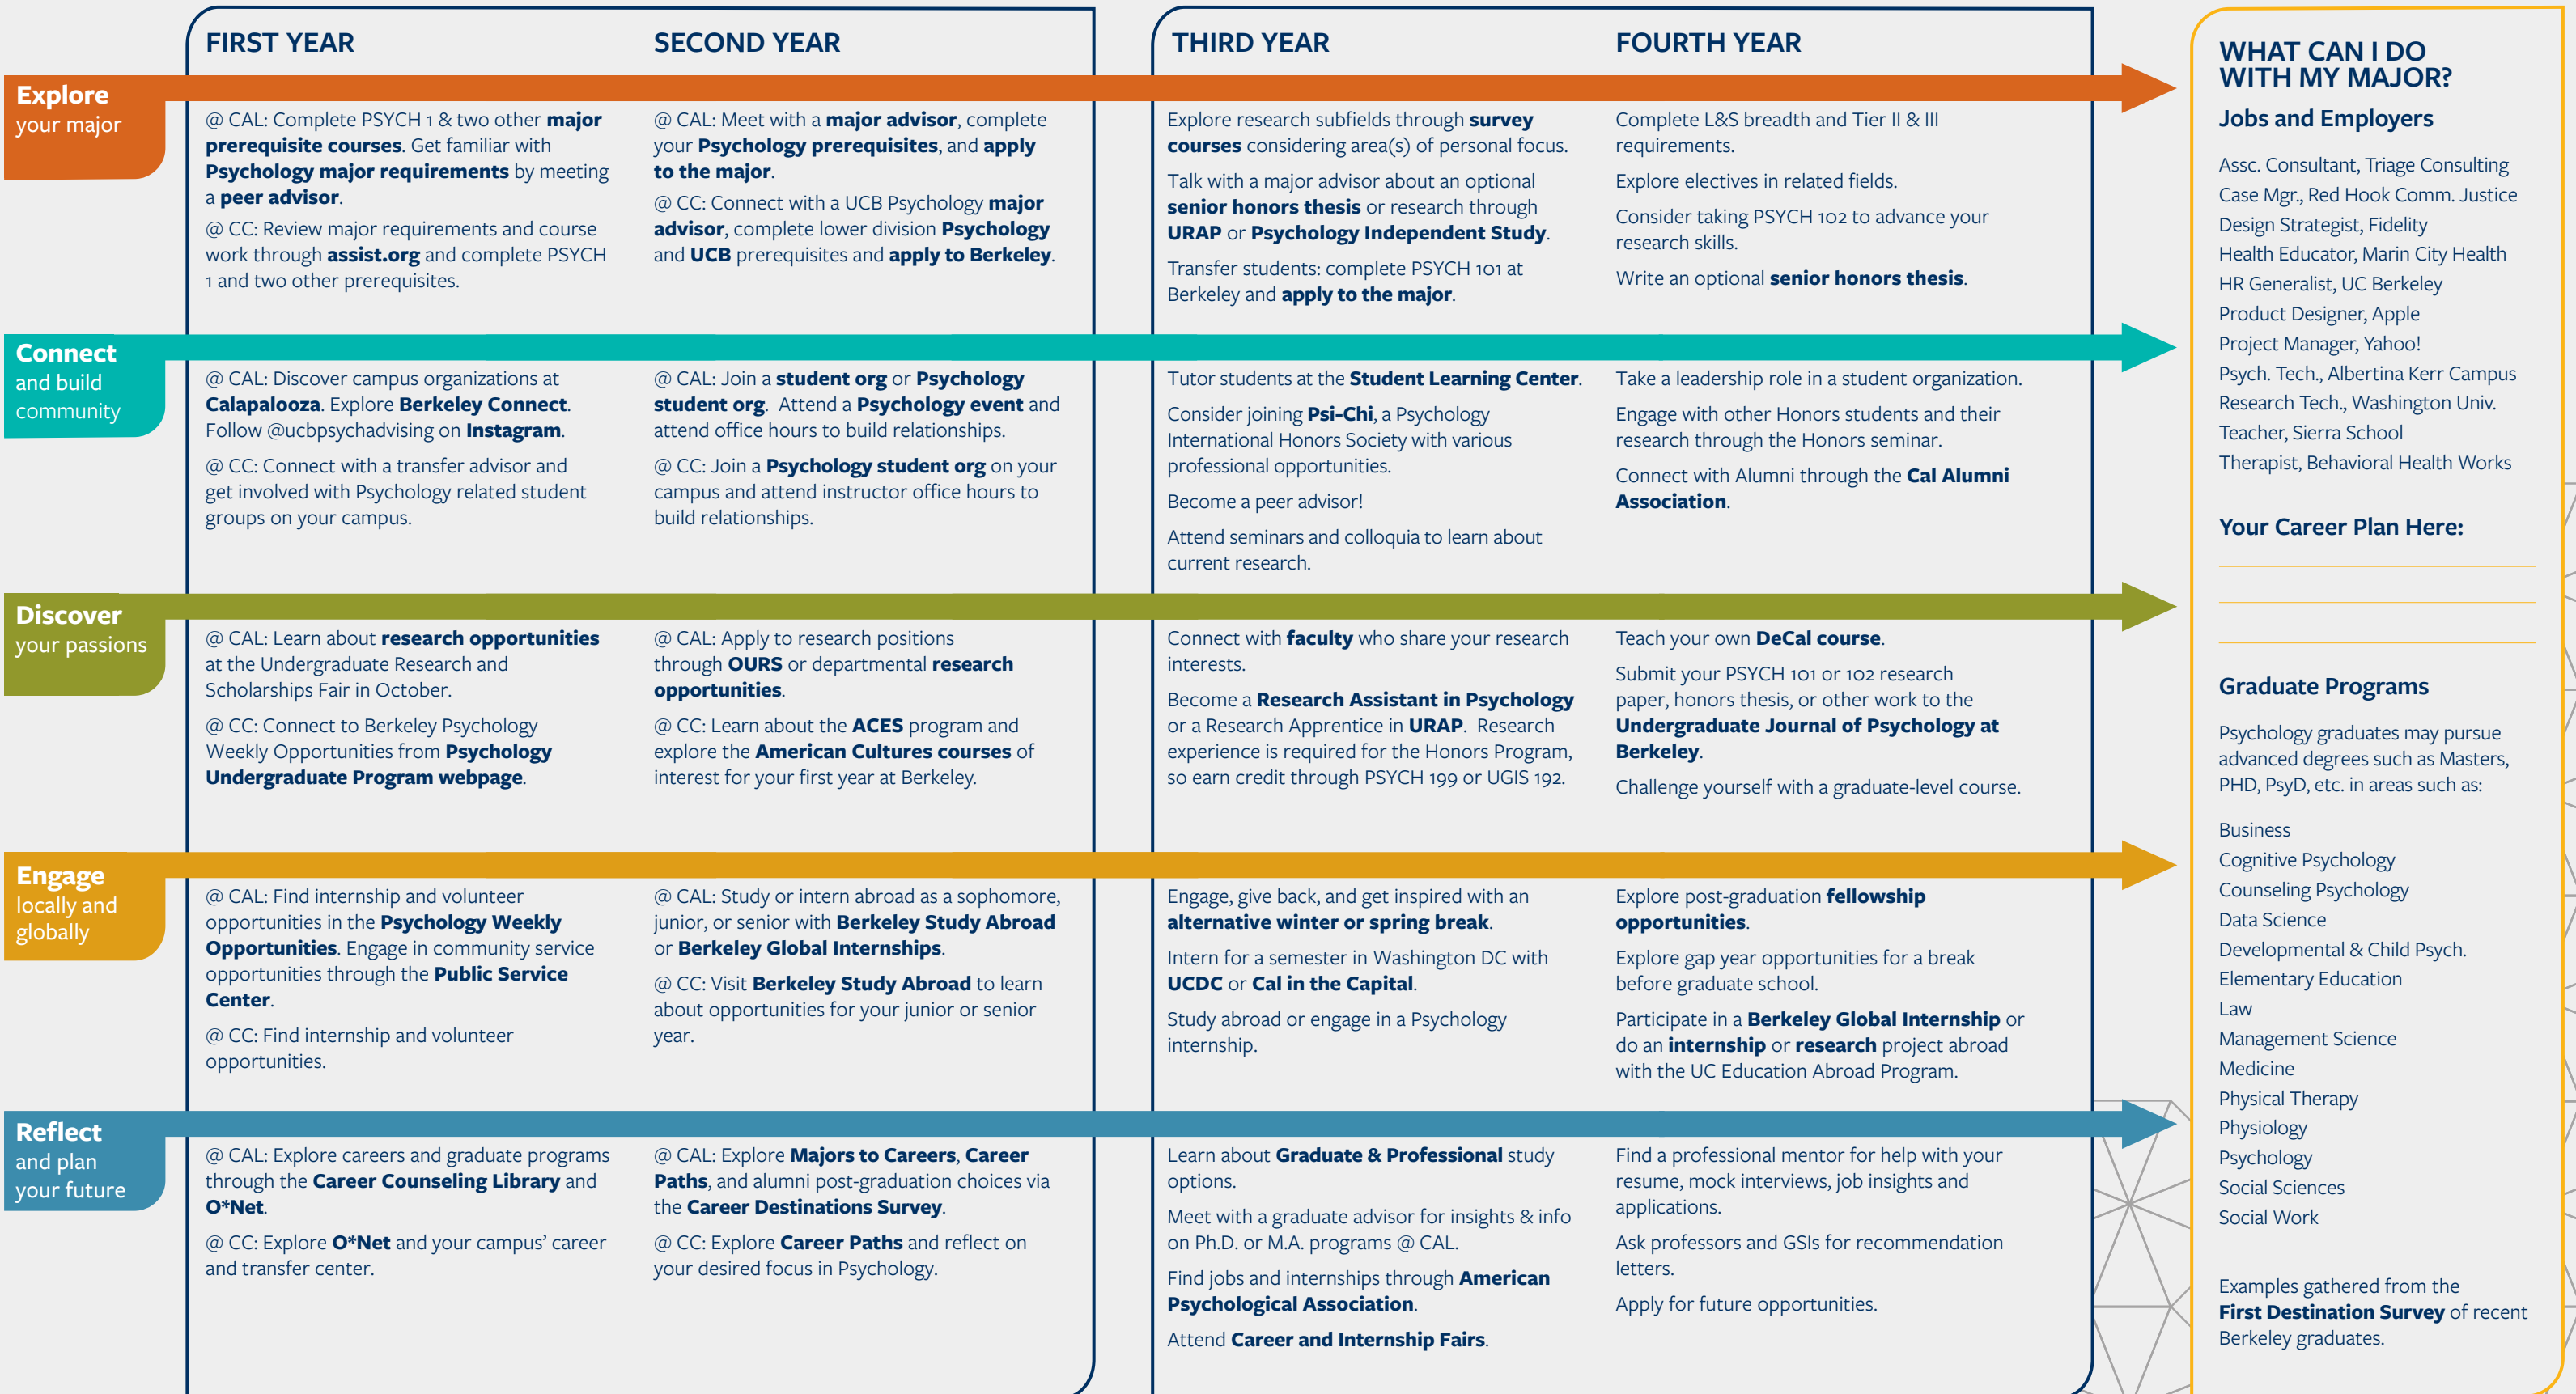 FIRST YEAR
SECOND YEAR
THIRD YEAR
FOURTH YEAR
Explore
your major
@ CAL: Complete PSYCH 1 & two other major
prerequisite courses. Get familiar with
Psychology major requirements by meeting
a peer advisor.
@ CC: Review major requirements and course
work through assist.org and complete PSYCH
1 and two other prerequisites.
@ CAL: Meet with a major advisor, complete
your Psychology prerequisites, and apply
to the major.
@ CC: Connect with a UCB Psychology major
advisor, complete lower division Psychology
and UCB prerequisites and apply to Berkeley.
Explore research subfields through survey
courses considering area(s) of personal focus.
Talk with a major advisor about an optional
senior honors thesis or research through
URAP or Psychology Independent Study.
Transfer students: complete PSYCH 101 at
Berkeley and apply to the major.
Complete L&S breadth and Tier II & III
requirements.
Explore electives in related fields.
Consider taking PSYCH 102 to advance your
research skills.
Write an optional senior honors thesis.
Connect
and build
community
@ CAL: Discover campus organizations at
Calapalooza. Explore Berkeley Connect.
Follow @ucbpsychadvising on Instagram.
@ CC: Connect with a transfer advisor and
get involved with Psychology related student
groups on your campus.
@ CAL: Join a student org or Psychology
student org. Attend a Psychology event and
attend office hours to build relationships.
@ CC: Join a Psychology student org on your
campus and attend instructor office hours to
build relationships.
Tutor students at the Student Learning Center.
Consider joining Psi-Chi, a Psychology
International Honors Society with various
professional opportunities.
Become a peer advisor!
Attend seminars and colloquia to learn about
current research.
Take a leadership role in a student organization.
Engage with other Honors students and their
research through the Honors seminar.
Connect with Alumni through the Cal Alumni
Association.
Discover
your passions
@ CAL: Learn about research opportunities
at the Undergraduate Research and
Scholarships Fair in October.
@ CC: Connect to Berkeley Psychology
Weekly Opportunities from Psychology
Undergraduate Program webpage.
@ CAL: Apply to research positions
through OURS or departmental research
opportunities.
@ CC: Learn about the ACES program and
explore the American Cultures courses of
interest for your first year at Berkeley.
Connect with faculty who share your research
interests.
Become a Research Assistant in Psychology
or a Research Apprentice in URAP. Research
experience is required for the Honors Program,
so earn credit through PSYCH 199 or UGIS 192.
Teach your own DeCal course.
Submit your PSYCH 101 or 102 research
paper, honors thesis, or other work to the
Undergraduate Journal of Psychology at
Berkeley.
Challenge yourself with a graduate-level course.
Engage
locally and
globally
@ CAL: Find internship and volunteer
opportunities in the Psychology Weekly
Opportunities. Engage in community service
opportunities through the Public Service
Center.
@ CC: Find internship and volunteer
opportunities.
@ CAL: Study or intern abroad as a sophomore,
junior, or senior with Berkeley Study Abroad
or Berkeley Global Internships.
@ CC: Visit Berkeley Study Abroad to learn
about opportunities for your junior or senior
year.
Engage, give back, and get inspired with an
alternative winter or spring break.
Intern for a semester in Washington DC with
UCDC or Cal in the Capital.
Study abroad or engage in a Psychology
internship.
Explore post-graduation fellowship
opportunities.
Explore gap year opportunities for a break
before graduate school.
Participate in a Berkeley Global Internship or
do an internship or research project abroad
with the UC Education Abroad Program.
Reflect
and plan
your future
@ CAL: Explore careers and graduate programs
through the Career Counseling Library and
O*Net.
@ CC: Explore O*Net and your campus’ career
and transfer center.
@ CAL: Explore Majors to Careers, Career
Paths, and alumni post-graduation choices via
the Career Destinations Survey.
@ CC: Explore Career Paths and reflect on
your desired focus in Psychology.
Learn about Graduate & Professional study
options.
Meet with a graduate advisor for insights & info
on Ph.D. or M.A. programs @ CAL.
Find jobs and internships through American
Psychological Association.
Attend Career and Internship Fairs.
Find a professional mentor for help with your
resume, mock interviews, job insights and
applications.
Ask professors and GSIs for recommendation
letters.
Apply for future opportunities.
WHAT CAN I DO
WITH MY MAJOR?
Jobs and Employers
Assc. Consultant, Triage Consulting
Case Mgr., Red Hook Comm. Justice
Design Strategist, Fidelity
Health Educator, Marin City Health
HR Generalist, UC Berkeley
Product Designer, Apple
Project Manager, Yahoo!
Psych. Tech., Albertina Kerr Campus
Research Tech., Washington Univ.
Teacher, Sierra School
Therapist, Behavioral Health Works
Your Career Plan Here:
Graduate Programs
Psychology graduates may pursue
advanced degrees such as Masters,
PHD, PsyD, etc. in areas such as:
Business
Cognitive Psychology
Counseling Psychology
Data Science
Developmental & Child Psych.
Elementary Education
Law
Management Science
Medicine
Physical Therapy
Physiology
Psychology
Social Sciences
Social Work
Examples gathered from the
First Destination Survey of recent
Berkeley graduates.